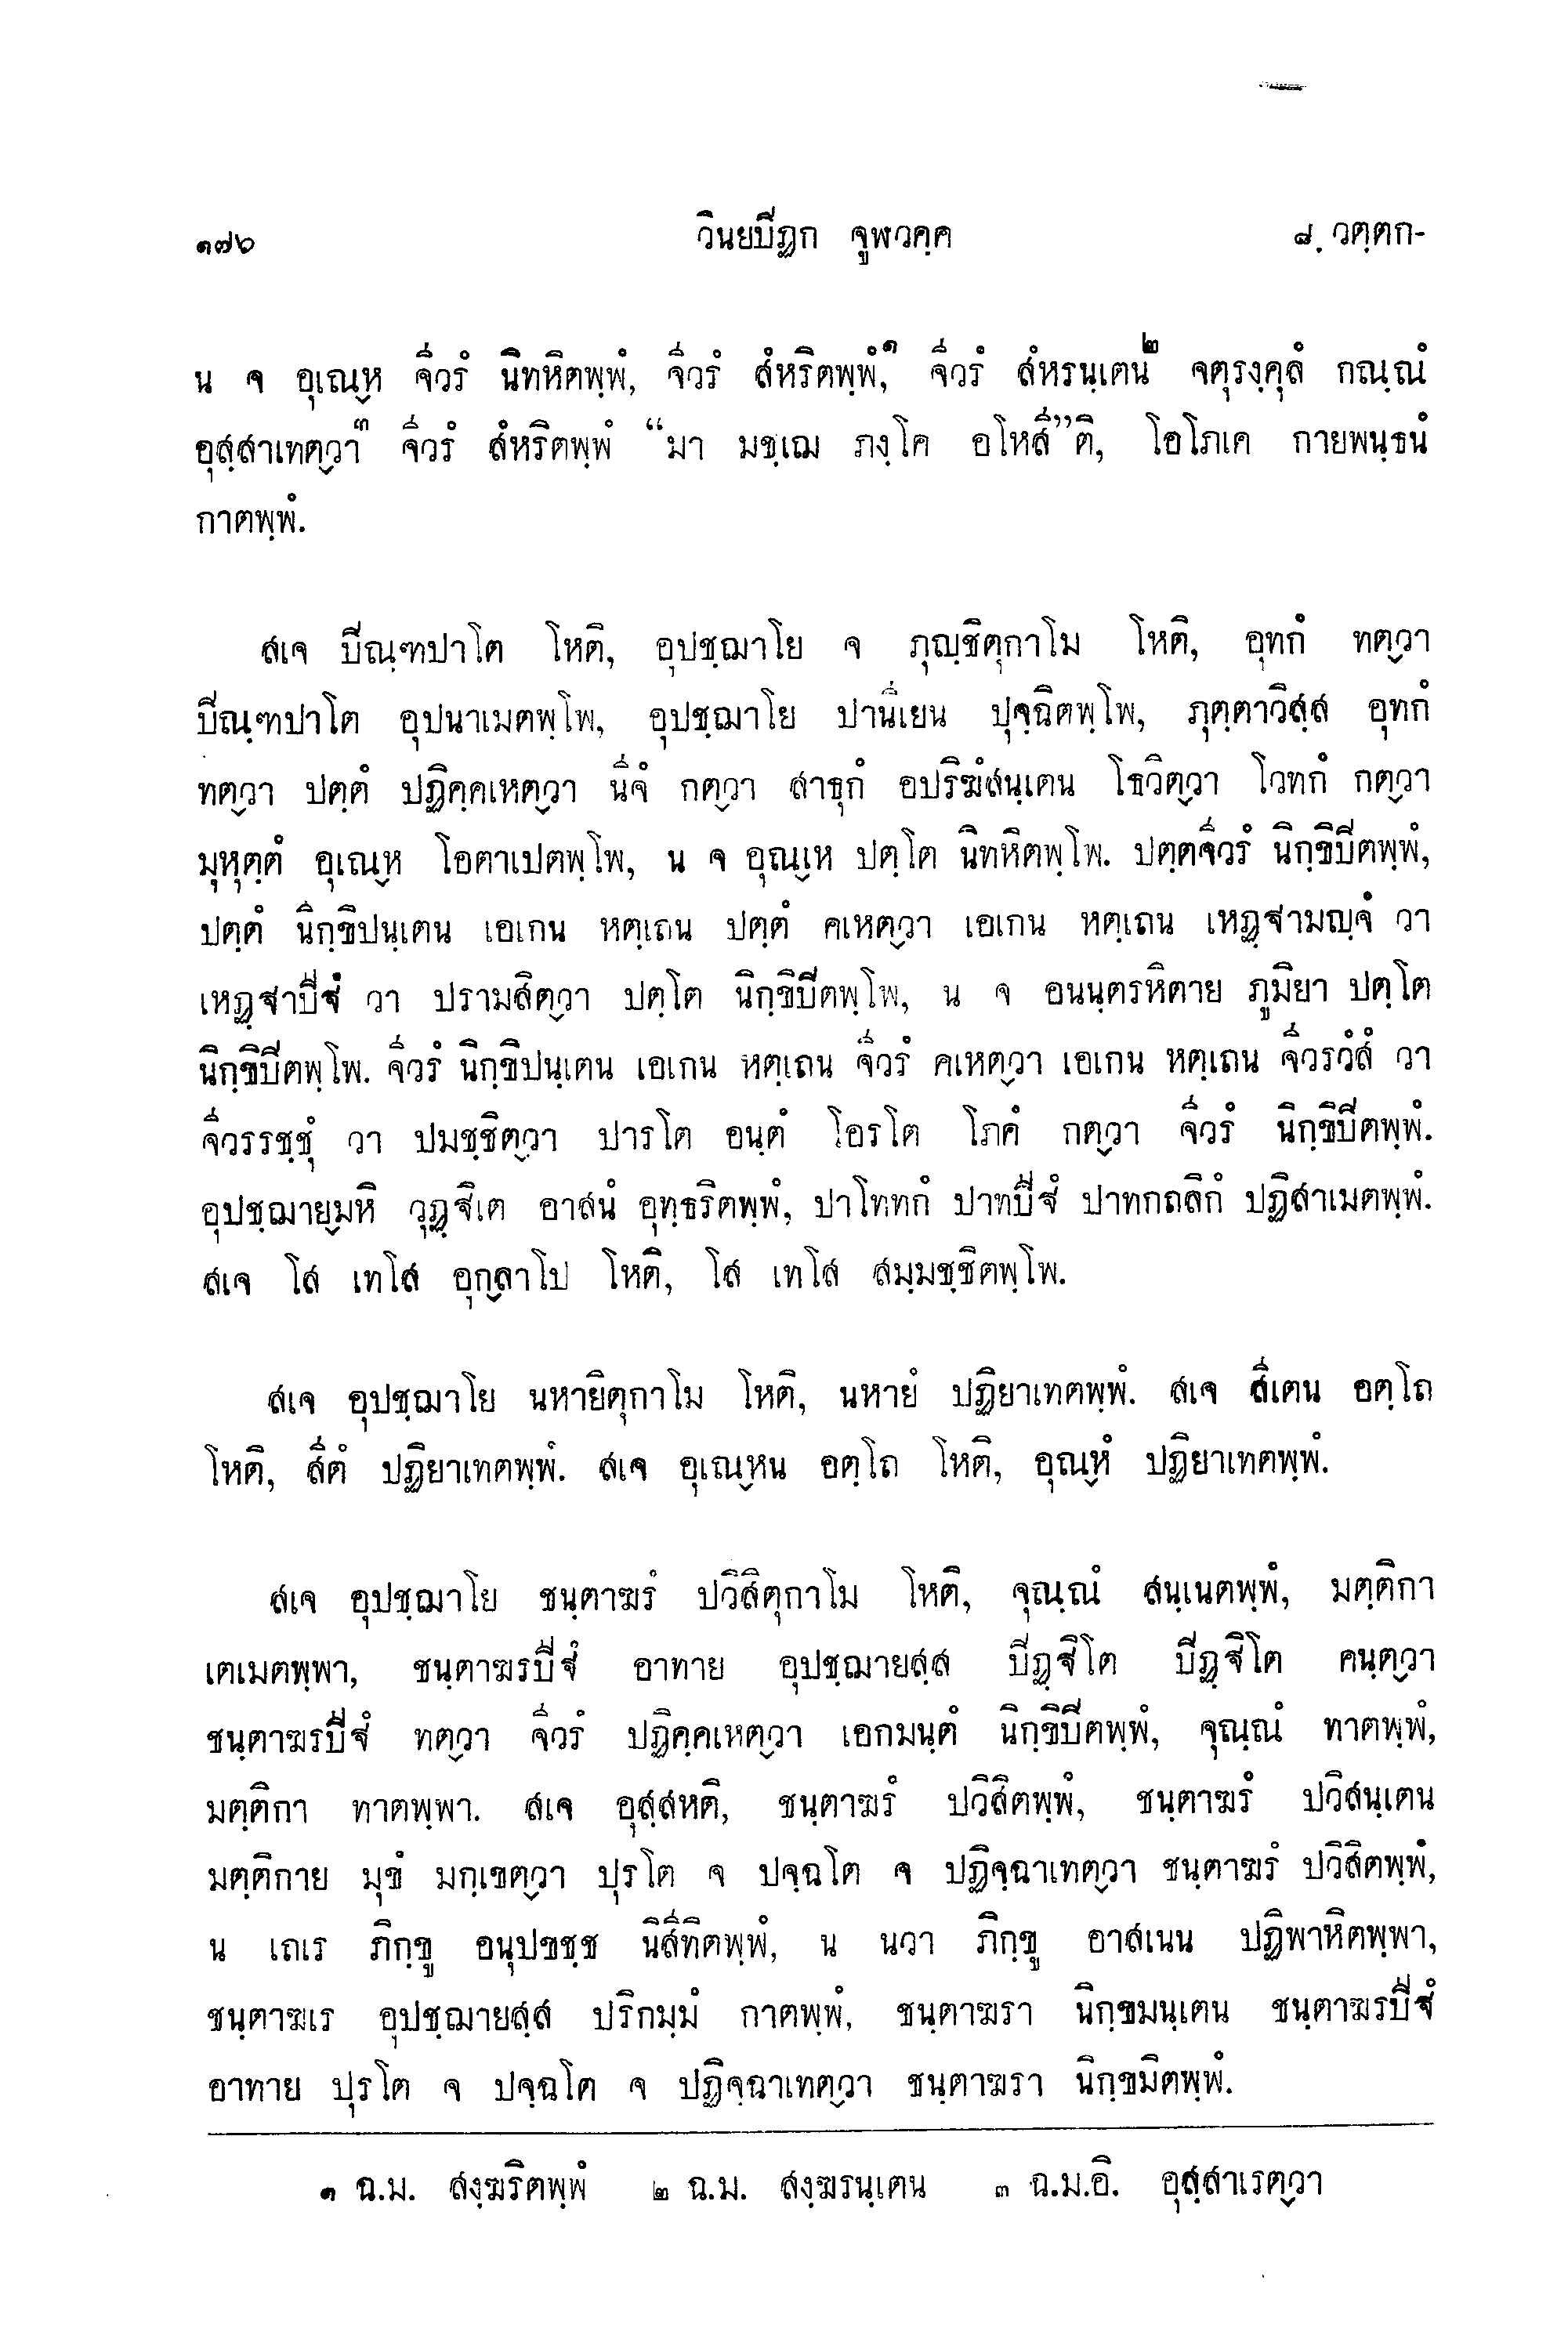 ๑๗๖ วินยปิฏก จูฬวคฺค ๘. วตฺตก-
น จ อุเณฺห จีวรํ นิทหิตพฺพํ, จีวรํ สํหริตพฺพํ,๑ จีวรํ สํหรนฺเตน๒ จตุรงฺคุลํ กณฺณํ
อุสฺสาเทตฺวา๓ จีวรํ สํหริตพฺพํ “มา มชฺเฌ ภงฺโค อโหสี”ติ, โอโภเค กายพนฺธนํ
กาตพฺพํ.
สเจ ปิณฺฑปาโต โหติ, อุปชฺฌาโย จ ภุญฺชิตุกาโม โหติ, อุทกํ ทตฺวา
ปิณฺฑปาโต อุปนาเมตพฺโพ, อุปชฺฌาโย ปานีเยน ปุจฺฉิตพฺโพ, ภุตฺตาวิสฺส อุทกํ
ทตฺวา ปตฺตํ ปฏิคฺคเหตฺวา นีจํ กตฺวา สาธุกํ อปริฆํสนฺเตน โธวิตฺวา โวทกํ กตฺวา
มุหุตฺตํ อุเณฺห โอตาเปตพฺโพ, น จ อุณฺเห ปตฺโต นิทหิตพฺโพ. ปตฺตจีวรํ นิกฺขิปิตพฺพํ,
ปตฺตํ นิกฺขิปนฺเตน เอเกน หตฺเถน ปตฺตํ คเหตฺวา เอเกน หตฺเถน เหฏฺฐามญฺจํ วา
เหฏฺฐาปีฐํ วา ปรามสิตฺวา ปตฺโต นิกฺขิปิตพฺโพ, น จ อนนฺตรหิตาย ภูมิยา ปตฺโต
นิกฺขิปิตพฺโพ. จีวรํ นิกฺขิปนฺเตน เอเกน หตฺเถน จีวรํ คเหตฺวา เอเกน หตฺเถน จีวรวํสํ วา
จีวรรชฺชุํ วา ปมชฺชิตฺวา ปารโต อนฺตํ โอรโต โภคํ กตฺวา จีวรํ นิกฺขิปิตพฺพํ.
อุปชฺฌายมฺหิ วุฏฺฐิเต อาสนํ อุทฺธริตพฺพํ, ปาโททกํ ปาทปีฐํ ปาทกถลิกํ ปฏิสาเมตพฺพํ.
สเจ โส เทโส อุกฺลาโป โหติ, โส เทโส สมฺมชฺชิตพฺโพ.
สเจ อุปชฺฌาโย นหายิตุกาโม โหติ, นหายํ ปฏิยาเทตพฺพํ. สเจ สีเตน อตฺโถ
โหติ, สีตํ ปฏิยาเทตพฺพํ. สเจ อุเณฺหน อตฺโถ โหติ, อุณฺหํ ปฏิยาเทตพฺพํ.
สเจ อุปชฺฌาโย ชนฺตาฆรํ ปวิสิตุกาโม โหติ, จุณฺณํ สนฺเนตพฺพํ, มตฺติกา
เตเมตพฺพา, ชนฺตาฆรปีฐํ อาทาย อุปชฺฌายสฺส ปิฏฺฐิโต ปิฏฺฐิโต คนฺตฺวา
ชนฺตาฆรปีฐํ ทตฺวา จีวรํ ปฏิคฺคเหตฺวา เอกมนฺตํ นิกฺขิปิตพฺพํ, จุณฺณํ ทาตพฺพํ,
มตฺติกา ทาตพฺพา. สเจ อุสฺสหติ, ชนฺตาฆรํ ปวิสิตพฺพํ, ชนฺตาฆรํ ปวิสนฺเตน
มตฺติกาย มุขํ มกฺเขตฺวา ปุรโต จ ปจฺฉโต จ ปฏิจฺฉาเทตฺวา ชนฺตาฆรํ ปวิสิตพฺพํ,
น เถเร ภิกฺขู อนุปขชฺช นิสีทิตพฺพํ, น นวา ภิกฺขู อาสเนน ปฏิพาหิตพฺพา,
ชนฺตาฆเร อุปชฺฌายสฺส ปริกมฺมํ กาตพฺพํ, ชนฺตาฆรา นิกฺขมนฺเตน ชนฺตาฆรปีฐํ
อาทาย ปุรโต จ ปจฺฉโต จ ปฏิจฺฉาเทตฺวา ชนฺตาฆรา นิกฺขมิตพฺพํ.
๑ ฉ.ม. สงฺฆริตพฺพํ ๒ ฉ.ม. สงฺฆรนฺเตน ๓ ฉ.ม.อิ. อุสฺสาเรตฺวา